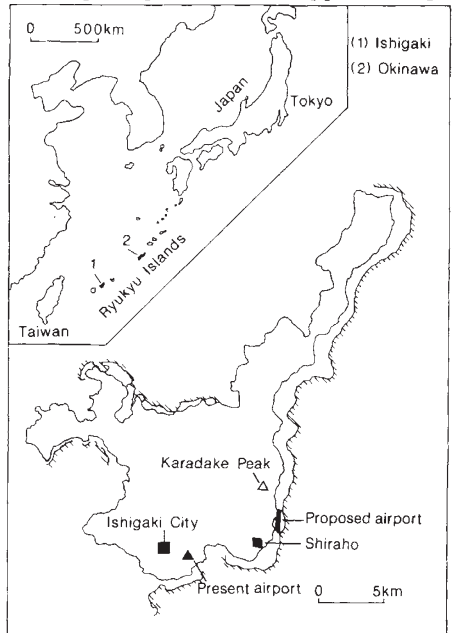 0 500km
(1) Ishigaki
(2) Okinawa
Japan
Tokyo
1
2
Ryukyu Islands
Taiwan
Karadake Peak
Proposed airport
Ishigaki City
Shiraho
Present airport
0 5km